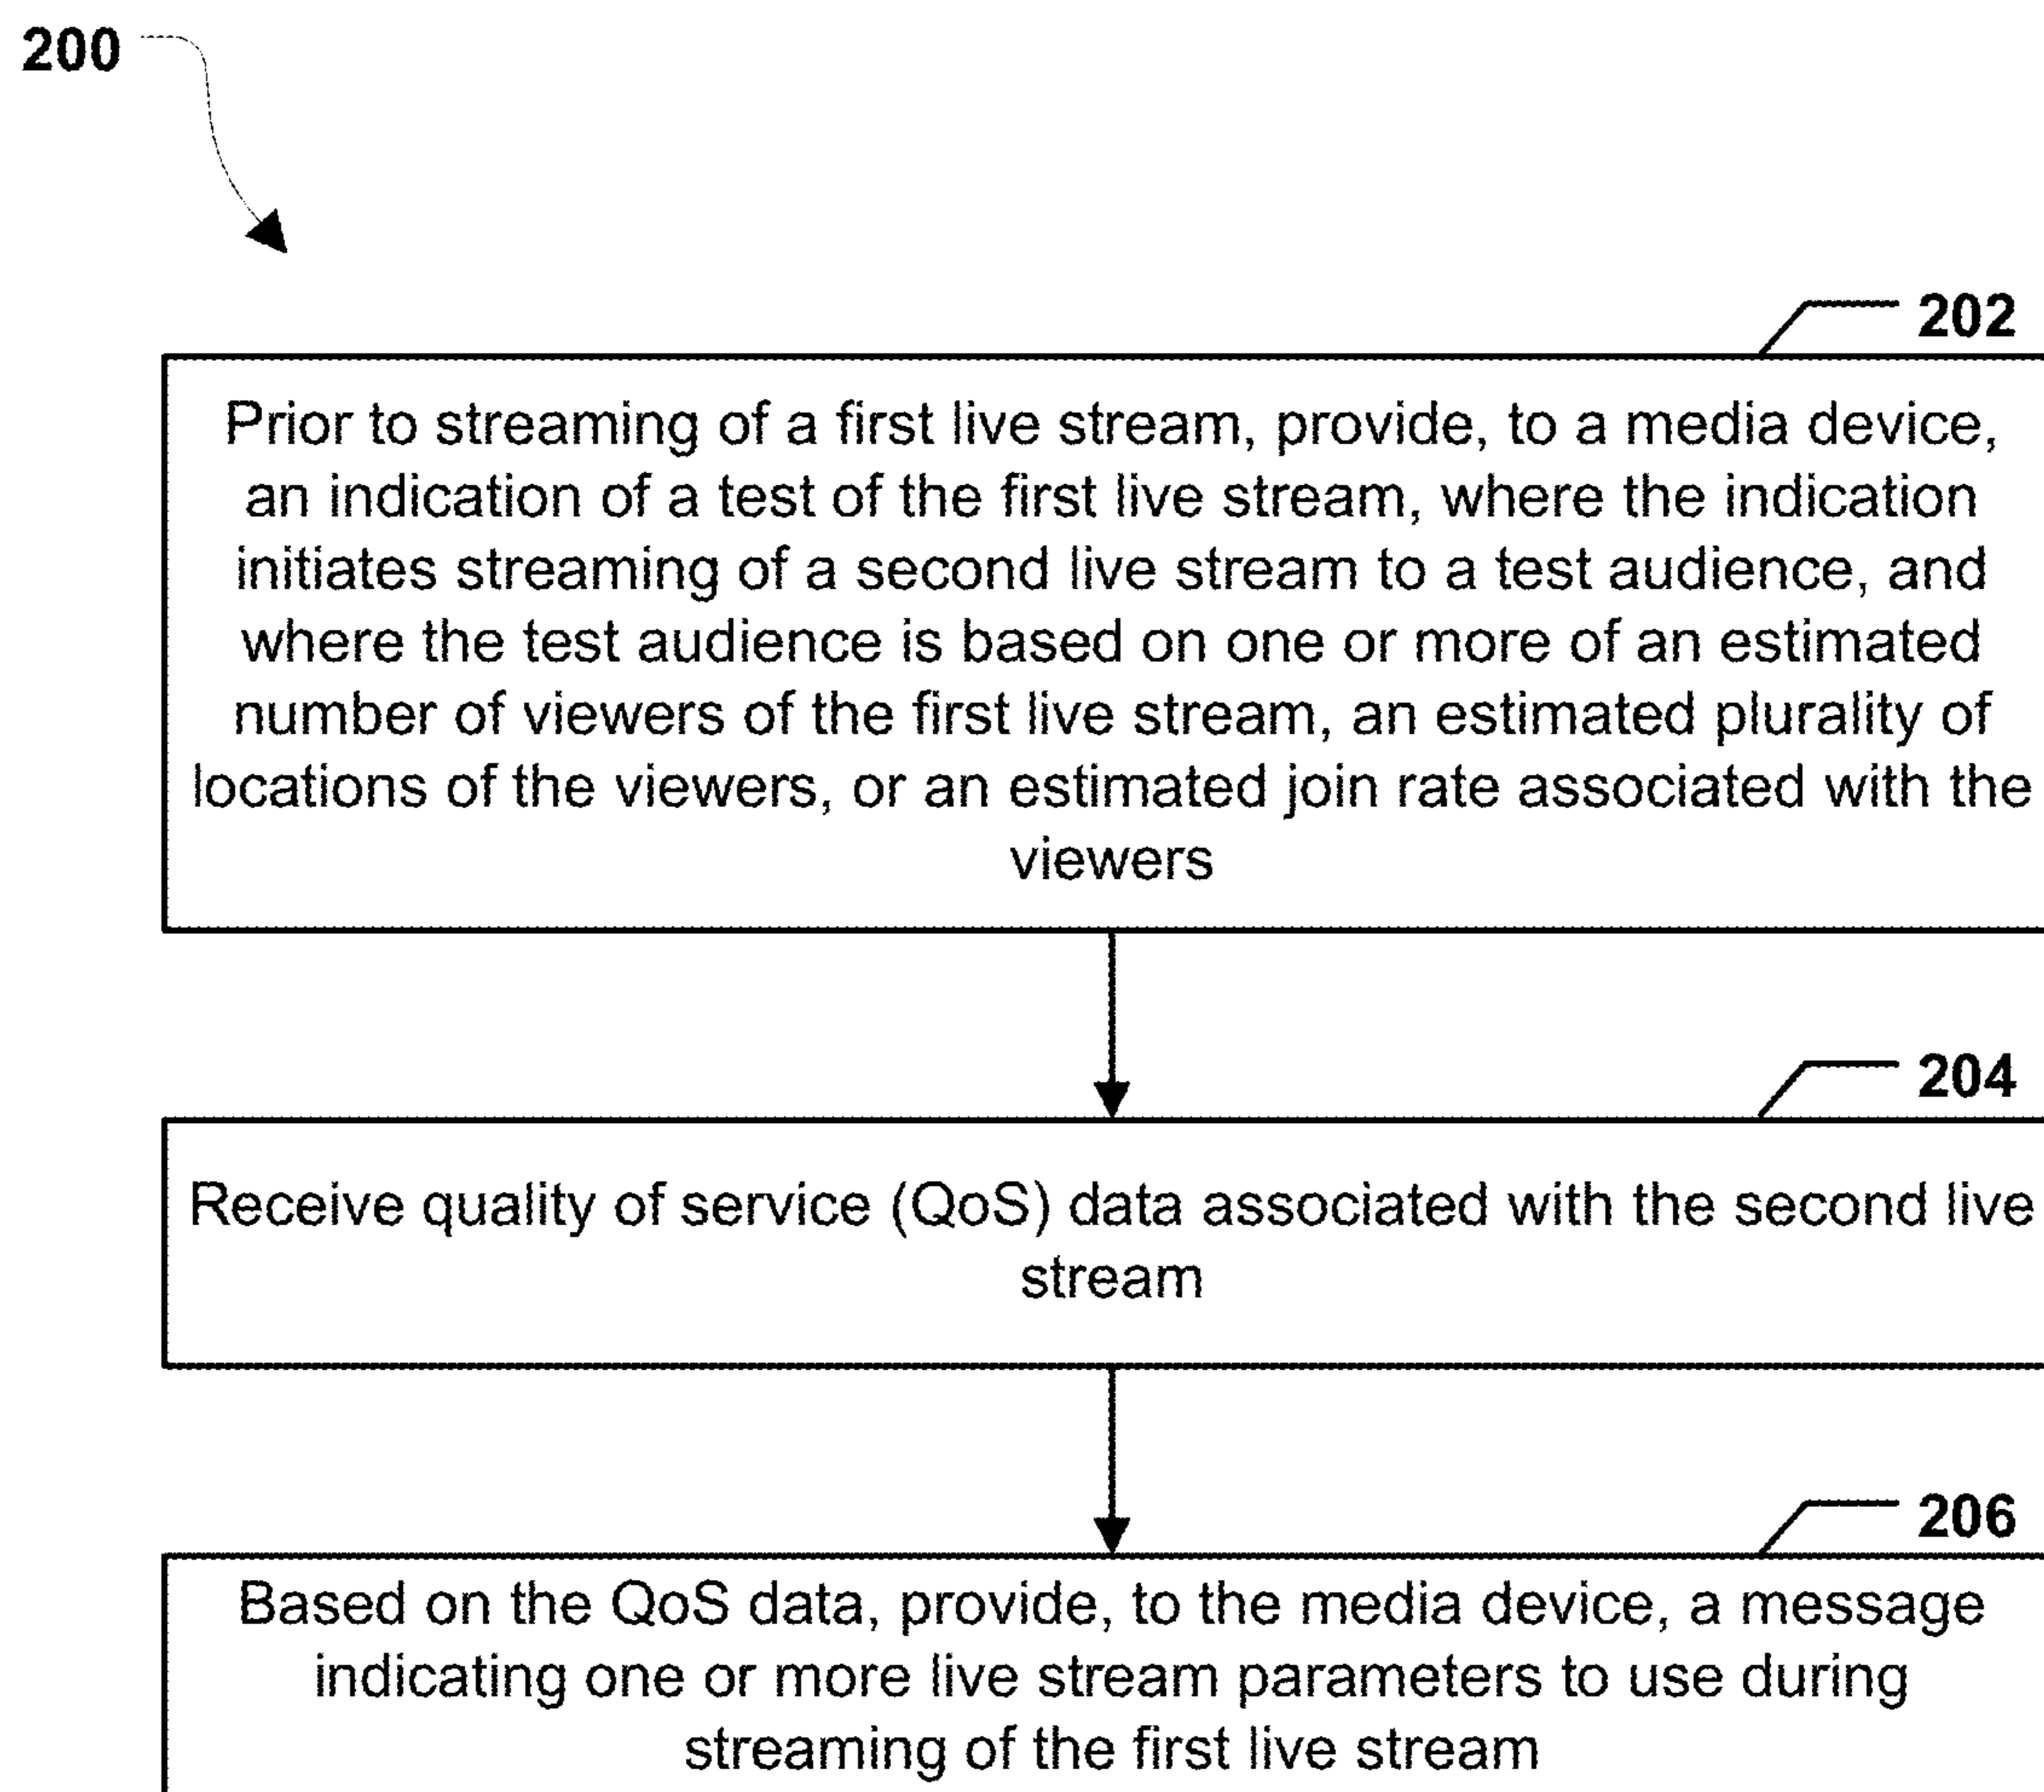 200
202
Prior to streaming of a first live stream, provide, to a media device,
an indication of a test of the first live stream, where the indication
initiates streaming of a second live stream to a test audience, and
where the test audience is based on one or more of an estimated
number of viewers of the first live stream, an estimated plurality of
locations of the viewers, or an estimated join rate associated with the
viewers
204
Receive quality of service (QoS) data associated with the second live
stream
206
Based on the QoS data, provide, to the media device, a message
indicating one or more live stream parameters to use during
streaming of the first live stream